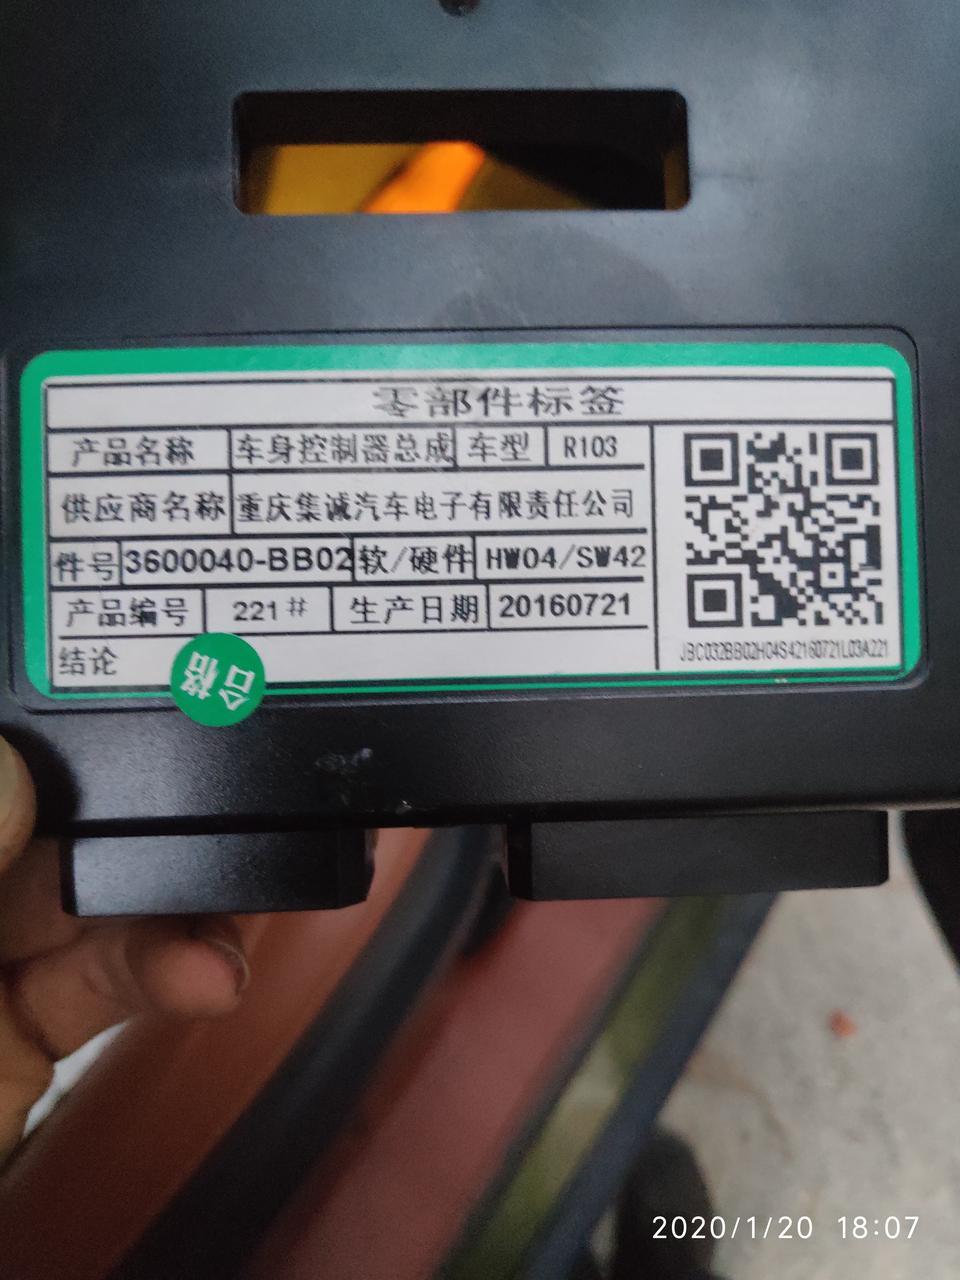 零部件标签
产品名称 车身控制器总成 车型 R103
供应商名称 重庆集诚汽车电子有限责任公司
件号 3600040-BB02 软/硬件 HW04/SW42
产品编号 221# 生产日期 20160721
JBC032BB02H04S42160721L03A221
结论 合格
2020/1/20 18:07